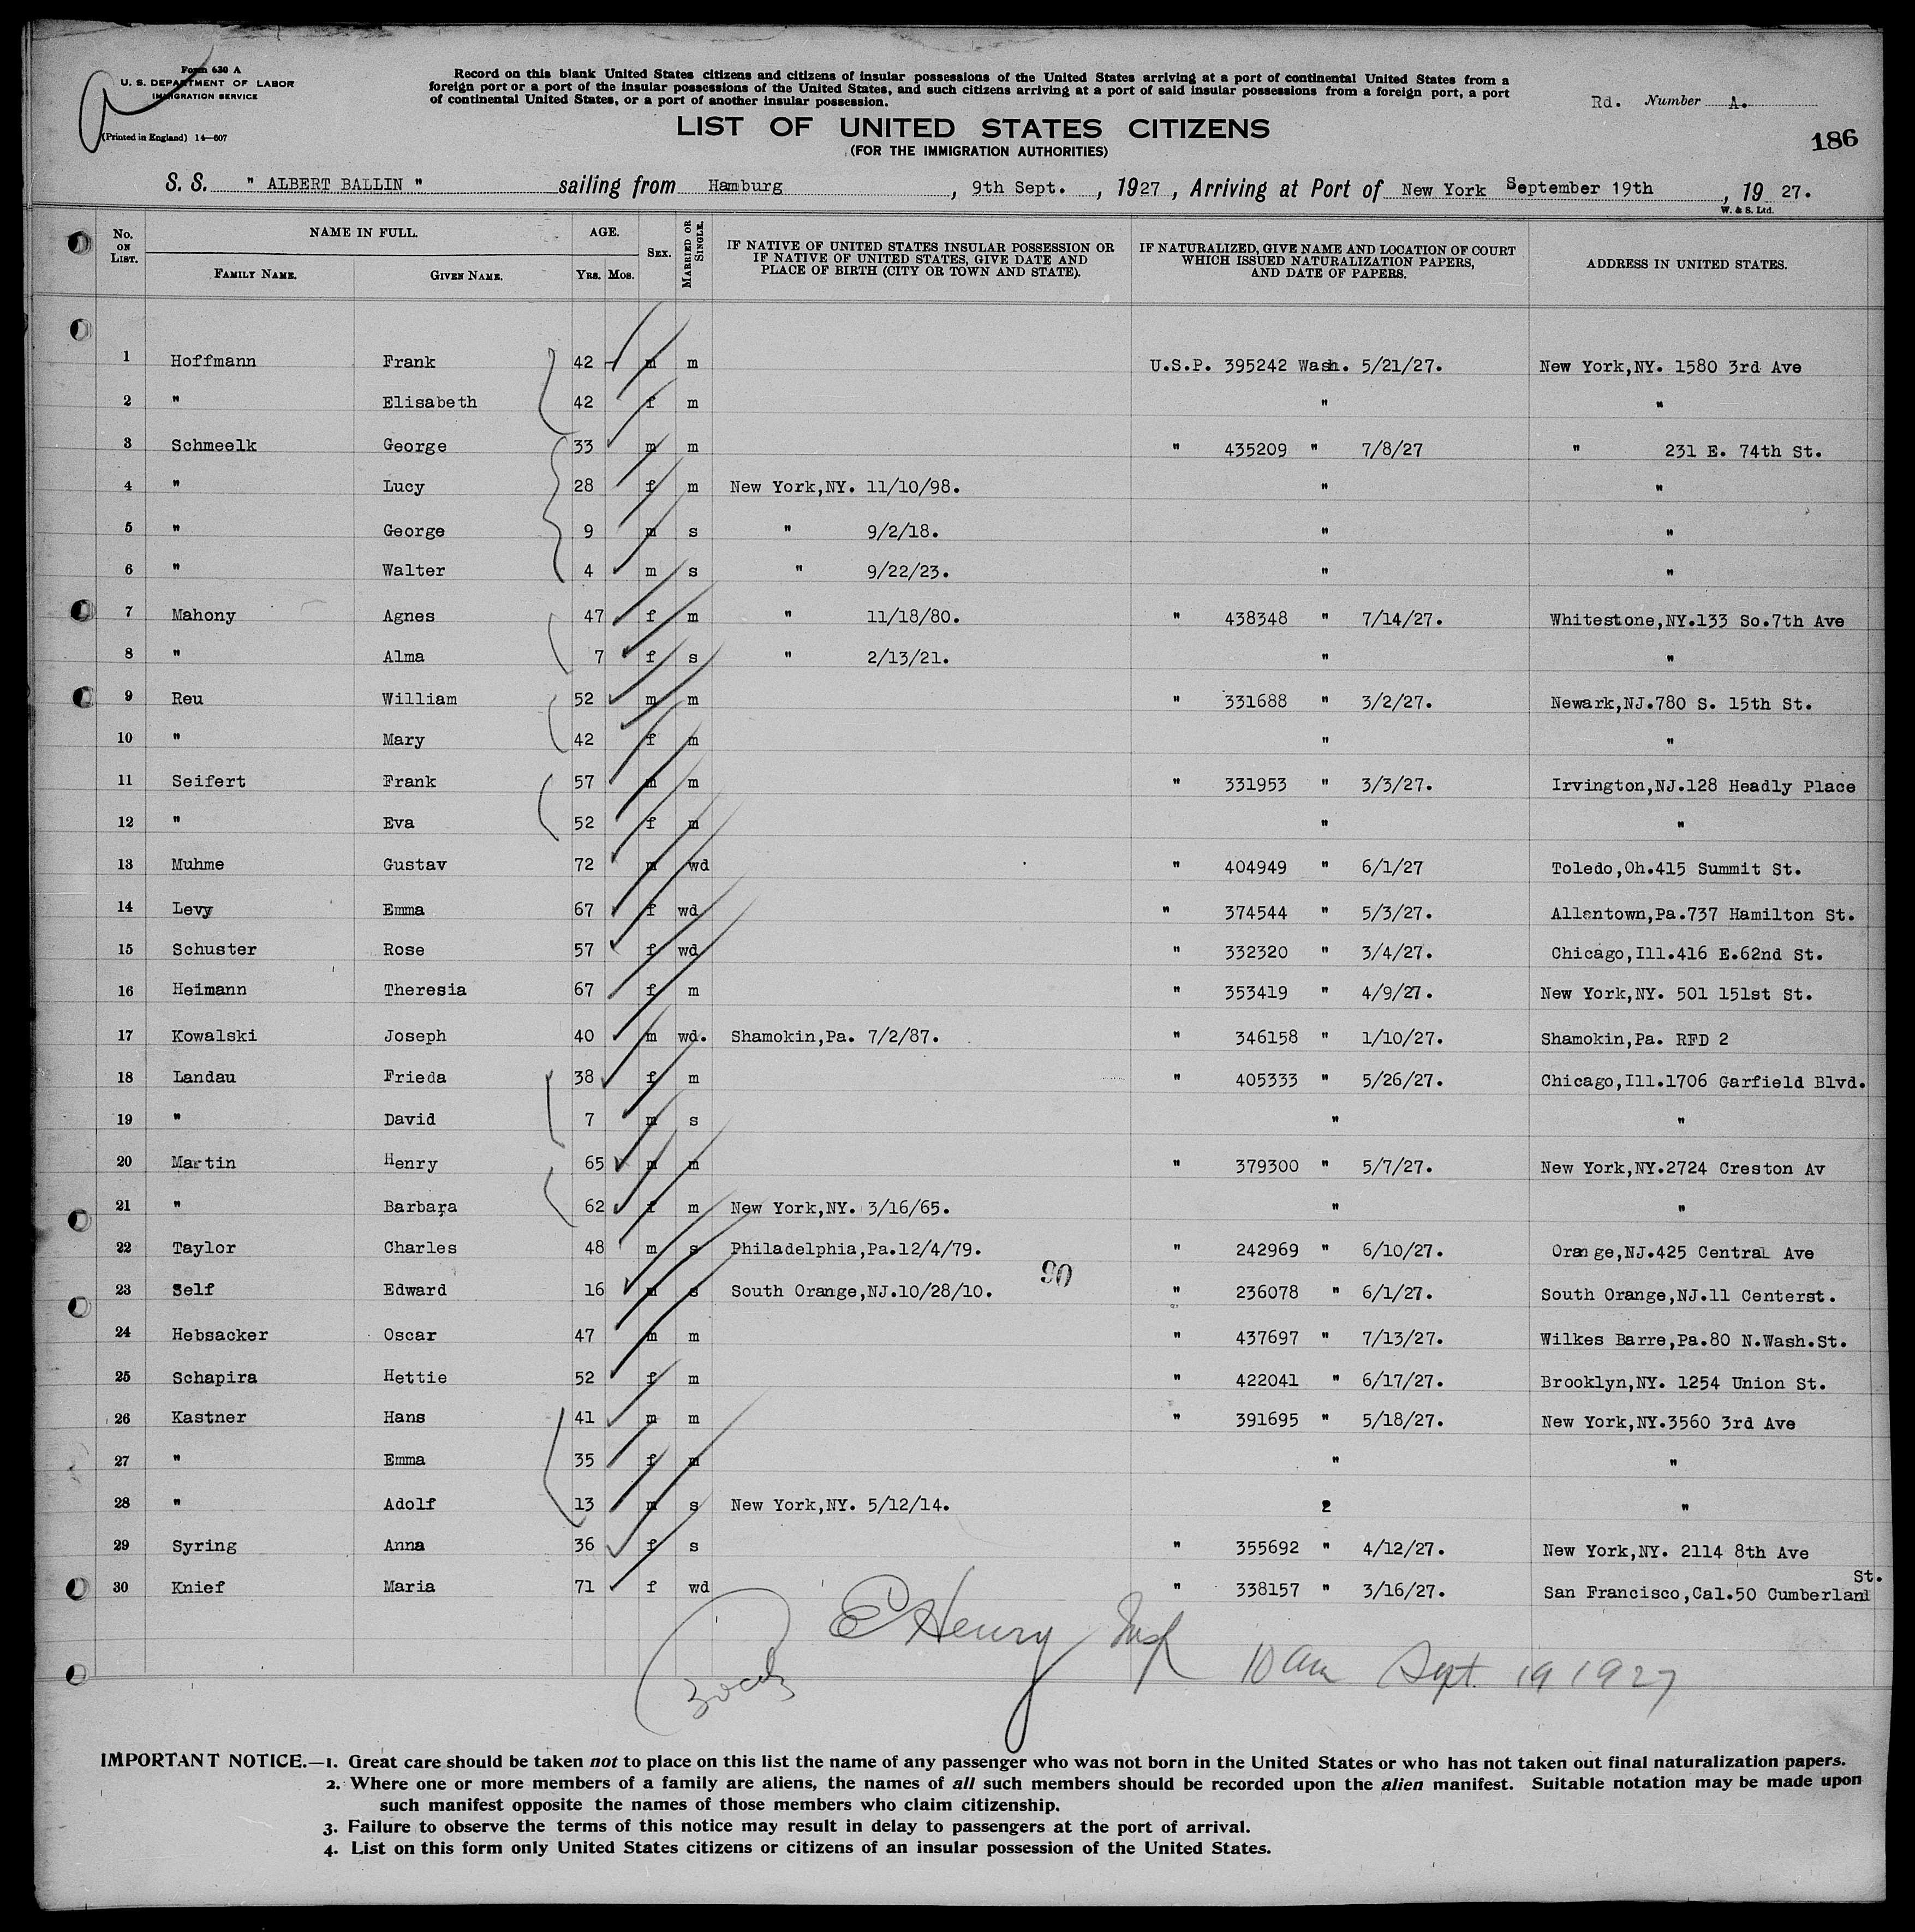 Form 630 A
U. S. DEPARTMENT OF LABOR
IMMIGRATION SERVICE
(Printed in England) 14—607
Record on this blank United States citizens and citizens of insular possessions of the United States arriving at a port of continental United States from a
foreign port or a port of the insular possessions of the United States, and such citizens arriving at a port of said insular possessions from a foreign port, a port
of continental United States, or a port of another insular possession.
Rd. Number A.
LIST OF UNITED STATES CITIZENS
(FOR THE IMMIGRATION AUTHORITIES)
186
S. S. " ALBERT BALLIN " sailing from Hamburg, 9th Sept., 1927, Arriving at Port of New York September 19th, 1927.
W. & S. Ltd.
No. ON LIST. NAME IN FULL. FAMILY NAME. GIVEN NAME. AGE. YRS. MOS. SEX. MARRIED OR SINGLE. IF NATIVE OF UNITED STATES INSULAR POSSESSION OR IF NATIVE OF UNITED STATES, GIVE DATE AND PLACE OF BIRTH (CITY OR TOWN AND STATE). IF NATURALIZED, GIVE NAME AND LOCATION OF COURT WHICH ISSUED NATURALIZATION PAPERS, AND DATE OF PAPERS. ADDRESS IN UNITED STATES.
1 Hoffmann Frank 42 m m U.S.P. 395242 Wash. 5/21/27. New York,NY. 1580 3rd Ave
2 " Elisabeth 42 f m " "
3 Schmeelk George 33 m m " 435209 " 7/8/27 " 231 E. 74th St.
4 " Lucy 28 f m New York,NY. 11/10/98. " "
5 " George 9 m s " 9/2/18. " "
6 " Walter 4 m s " 9/22/23. " "
7 Mahony Agnes 47 f m " 11/18/80. " 438348 " 7/14/27. Whitestone,NY.133 So.7th Ave
8 " Alma 7 f s " 2/13/21. " "
9 Reu William 52 m m " 331688 " 3/2/27. Newark,NJ.780 S. 15th St.
10 " Mary 42 f m " "
11 Seifert Frank 57 m m " 331953 " 3/3/27. Irvington,NJ.128 Headly Place
12 " Eva 52 f m " "
13 Muhme Gustav 72 m wd " 404949 " 6/1/27 Toledo,Oh.415 Summit St.
14 Levy Emma 67 f wd " 374544 " 5/3/27. Allentown,Pa.737 Hamilton St.
15 Schuster Rose 57 f wd " 332320 " 3/4/27. Chicago,Ill.416 E.62nd St.
16 Heimann Theresia 67 f m " 353419 " 4/9/27. New York,NY. 501 151st St.
17 Kowalski Joseph 40 m wd. Shamokin,Pa. 7/2/87. " 346158 " 1/10/27. Shamokin,Pa. RFD 2
18 Landau Frieda 38 f m " 405333 " 5/26/27. Chicago,Ill.1706 Garfield Blvd.
19 " David 7 m s " "
20 Martin Henry 65 m m " 379300 " 5/7/27. New York,NY.2724 Creston Av
21 " Barbara 62 f m New York,NY. 3/16/65. " "
22 Taylor Charles 48 m s Philadelphia,Pa.12/4/79. " 242969 " 6/10/27. Orange,NJ.425 Central Ave
23 Self Edward 16 m s South Orange,NJ.10/28/10. 90 " 236078 " 6/1/27. South Orange,NJ.11 Centerst.
24 Hebsacker Oscar 47 m m " 437697 " 7/13/27. Wilkes Barre,Pa.80 N.Wash.St.
25 Schapira Hettie 52 f m " 422041 " 6/17/27. Brooklyn,NY. 1254 Union St.
26 Kastner Hans 41 m m " 391695 " 5/18/27. New York,NY.3560 3rd Ave
27 " Emma 35 f m " "
28 " Adolf 13 m s New York,NY. 5/12/14. 2 "
29 Syring Anna 36 f s " 355692 " 4/12/27. New York,NY. 2114 8th Ave
30 Knief Maria 71 f wd " 338157 " 3/16/27. San Francisco,Cal.50 Cumberland St.
E Henry Insp 10 am Sept. 19 1927
IMPORTANT NOTICE.—1. Great care should be taken not to place on this list the name of any passenger who was not born in the United States or who has not taken out final naturalization papers.
2. Where one or more members of a family are aliens, the names of all such members should be recorded upon the alien manifest. Suitable notation may be made upon
such manifest opposite the names of those members who claim citizenship.
3. Failure to observe the terms of this notice may result in delay to passengers at the port of arrival.
4. List on this form only United States citizens or citizens of an insular possession of the United States.